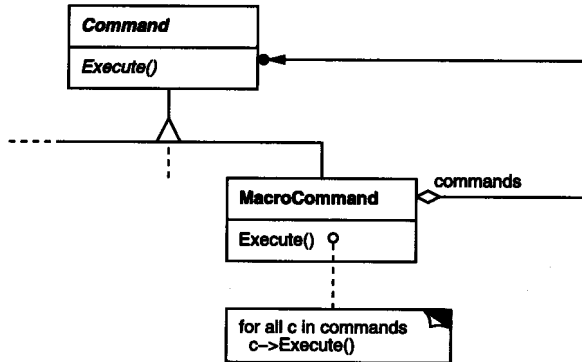 Command
Execute()
commands
MacroCommand
Execute()
for all c in commands
c->Execute()